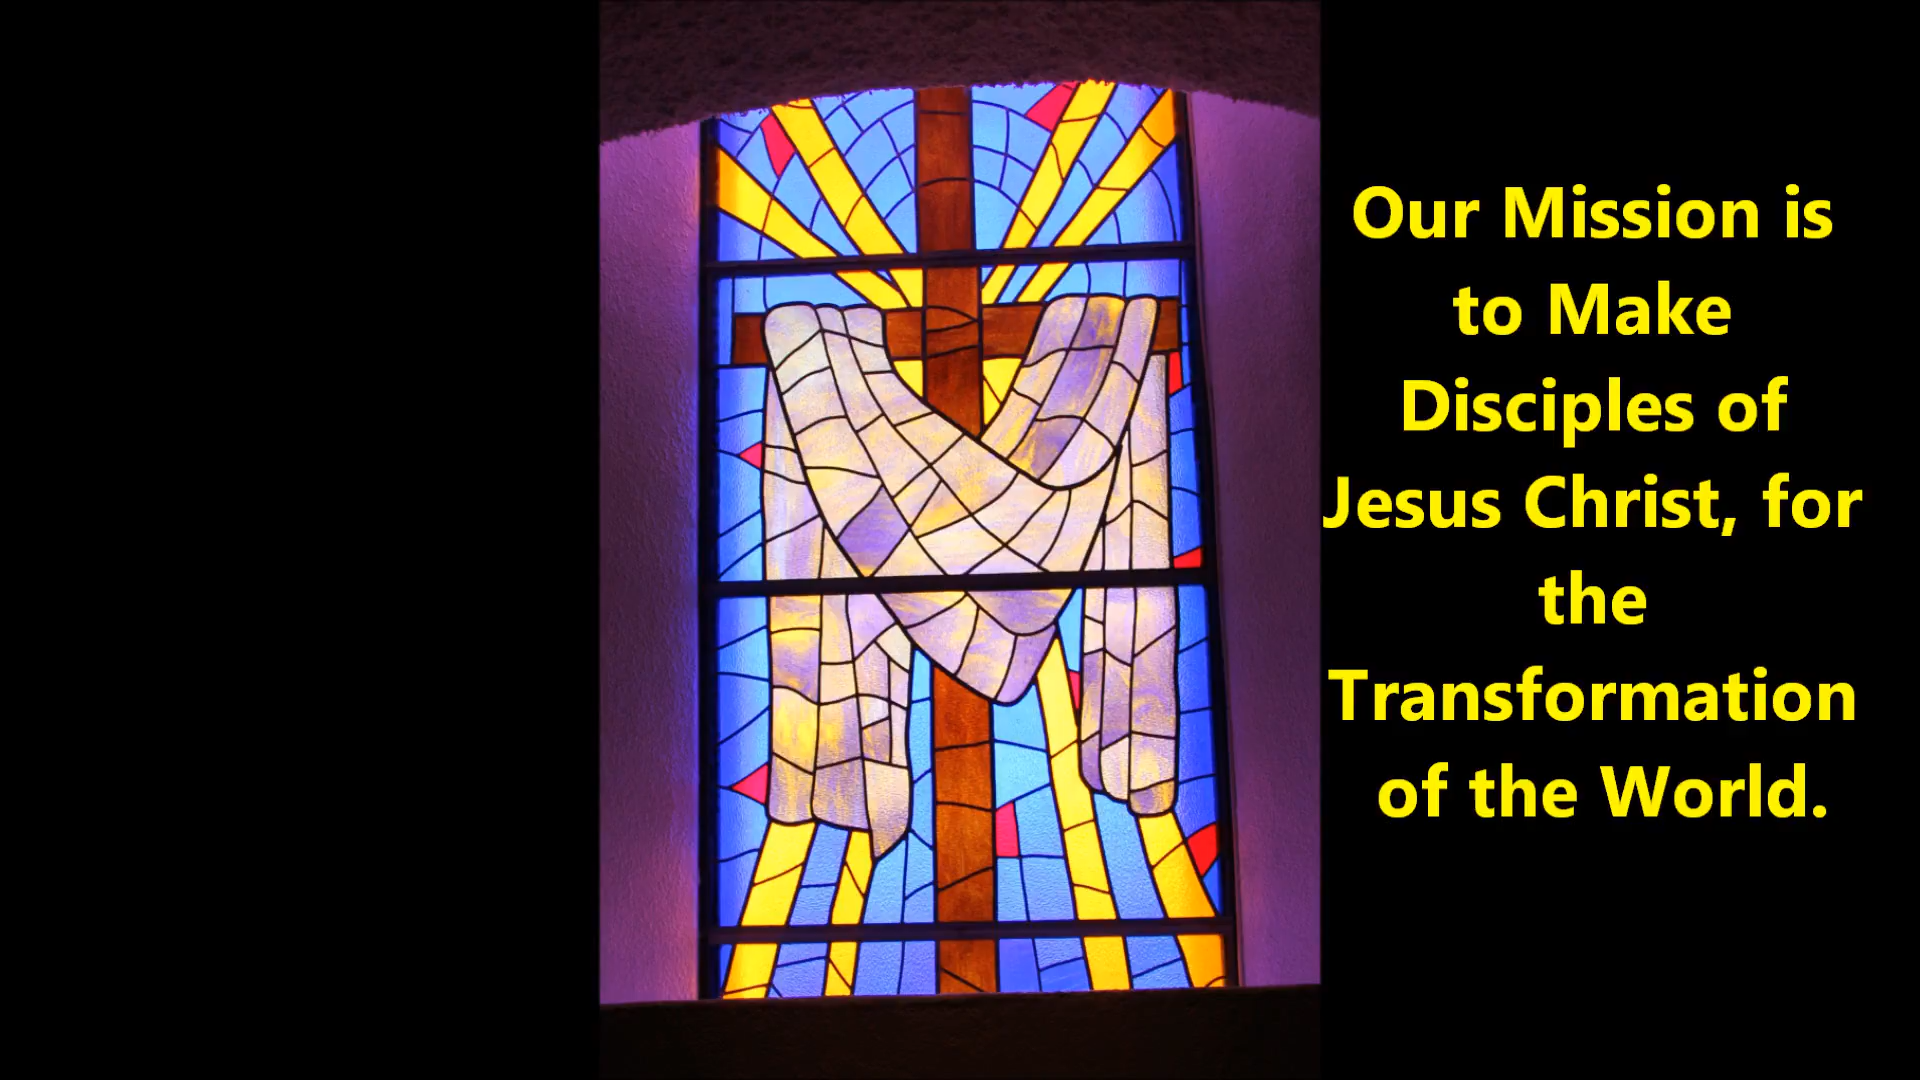 Our Mission is
to Make
Disciples of
Jesus Christ, for
the
Transformation
of the World.